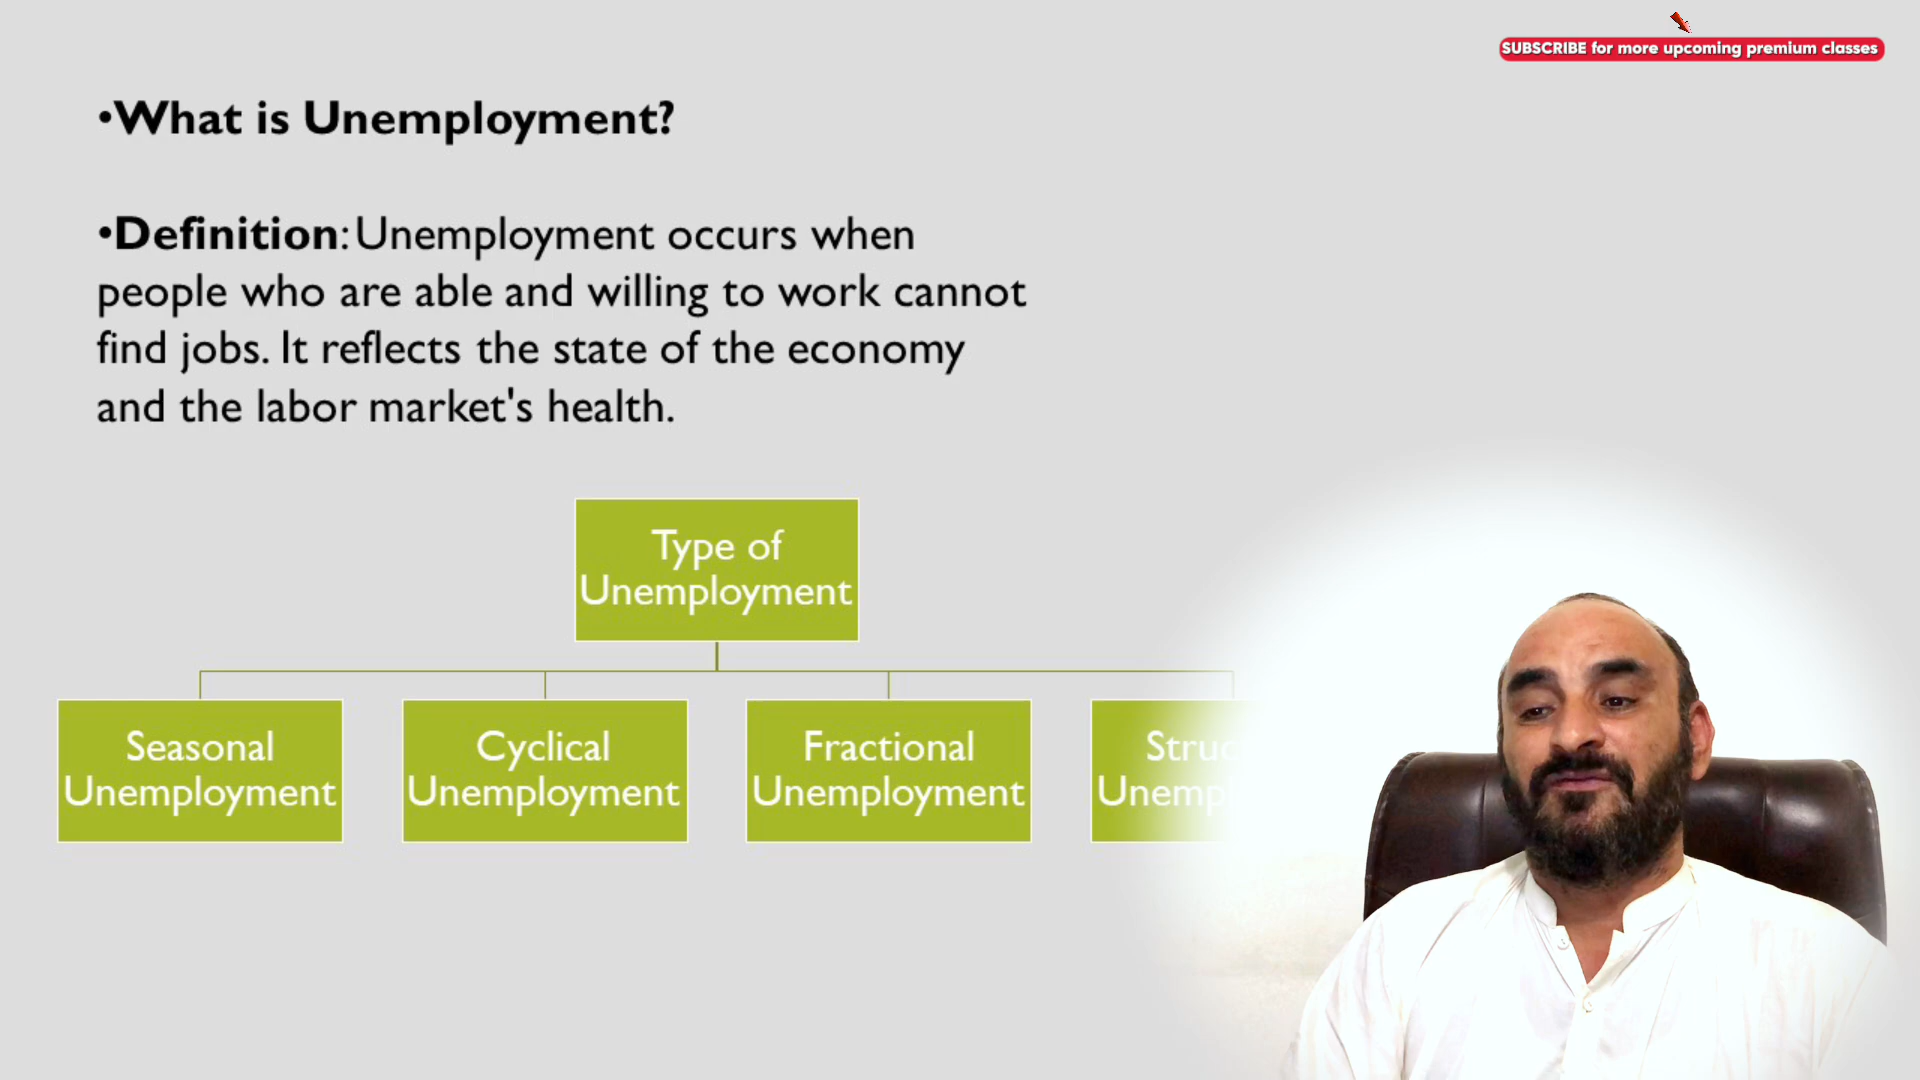 SUBSCRIBE for more upcoming premium classes
•What is Unemployment?
•Definition: Unemployment occurs when
people who are able and willing to work cannot
find jobs. It reflects the state of the economy
and the labor market's health.
Type of
Unemployment
Seasonal
Unemployment
Cyclical
Unemployment
Fractional
Unemployment